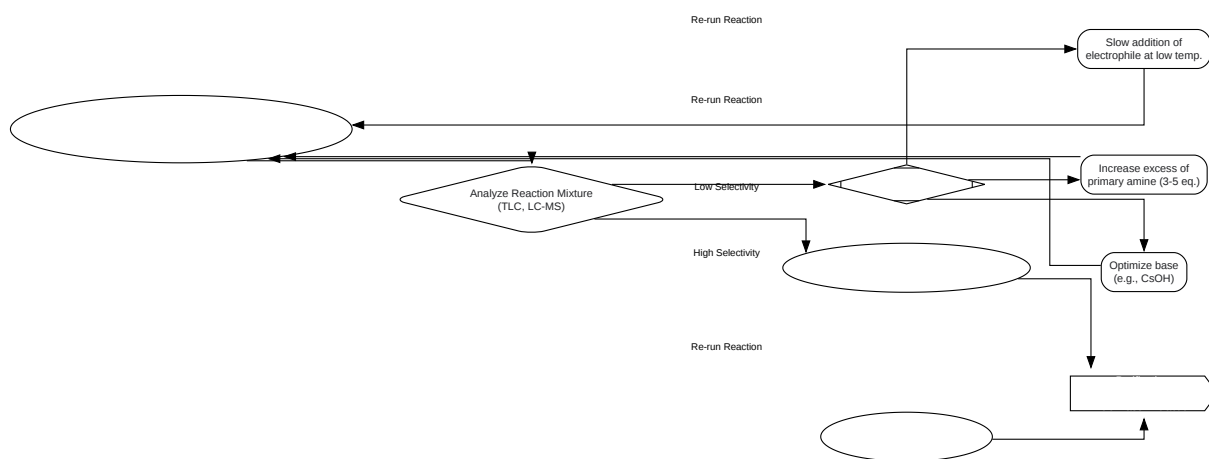 Re-run Reaction
Slow addition of
electrophile at low temp.
Re-run Reaction
Analyze Reaction Mixture
(TLC, LC-MS)
Low Selectivity
Increase excess of
primary amine (3-5 eq.)
High Selectivity
Optimize base
(e.g., CsOH)
Re-run Reaction